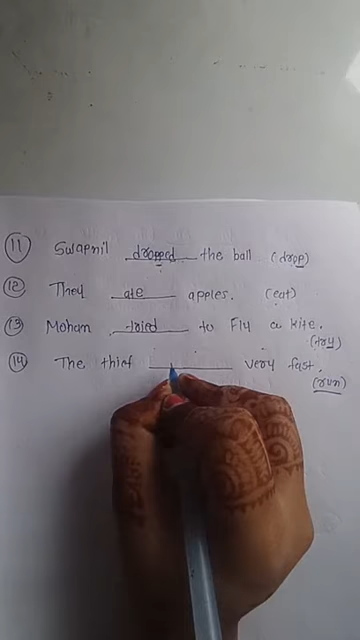 11 Swapnil dropped the ball. (drop)
12 They ate apples. (eat)
13 Mohan tried to Fly a kite.
(try)
14 The thief very fast.
(run)